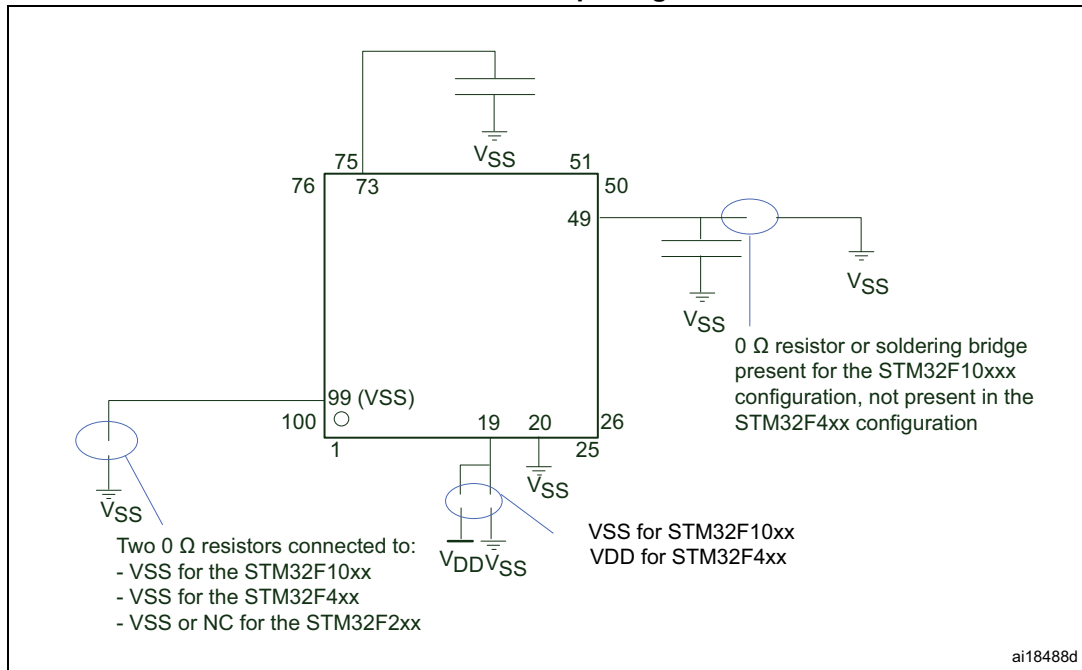 VSS
75
51
76
73
50
49
VSS
VSS
0 Ω resistor or soldering bridge
present for the STM32F10xxx
configuration, not present in the
STM32F4xx configuration
99 (VSS)
100
19
20
26
1
25
VSS
VSS
VDD
VSS
Two 0 Ω resistors connected to:
- VSS for the STM32F10xx
- VSS for the STM32F4xx
- VSS or NC for the STM32F2xx
VSS for STM32F10xx
VDD for STM32F4xx
ai18488d